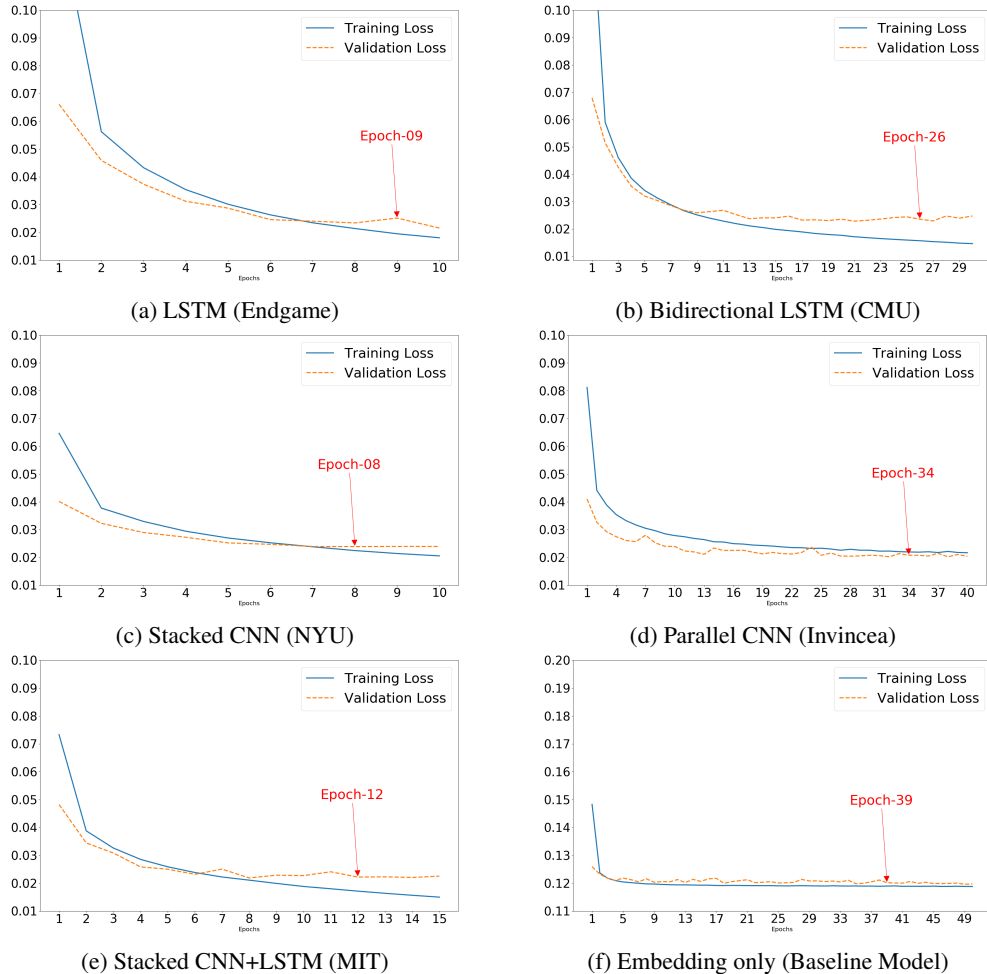 0.10
0.09
0.08
0.07
0.06
0.05
0.04
0.03
0.02
0.01
Training Loss
Validation Loss
Epoch-09
1 2 3 4 5 6 7 8 9 10
Epochs
(a) LSTM (Endgame)
0.10
0.09
0.08
0.07
0.06
0.05
0.04
0.03
0.02
0.01
Training Loss
Validation Loss
Epoch-26
1 3 5 7 9 11 13 15 17 19 21 23 25 27 29
Epochs
(b) Bidirectional LSTM (CMU)
0.10
0.09
0.08
0.07
0.06
0.05
0.04
0.03
0.02
0.01
Training Loss
Validation Loss
Epoch-08
1 2 3 4 5 6 7 8 9 10
Epochs
(c) Stacked CNN (NYU)
0.10
0.09
0.08
0.07
0.06
0.05
0.04
0.03
0.02
0.01
Training Loss
Validation Loss
Epoch-34
1 4 7 10 13 16 19 22 25 28 31 34 37 40
Epochs
(d) Parallel CNN (Invincea)
0.10
0.09
0.08
0.07
0.06
0.05
0.04
0.03
0.02
0.01
Training Loss
Validation Loss
Epoch-12
1 2 3 4 5 6 7 8 9 10 11 12 13 14 15
Epochs
(e) Stacked CNN+LSTM (MIT)
0.20
0.19
0.18
0.17
0.16
0.15
0.14
0.13
0.12
0.11
Training Loss
Validation Loss
Epoch-39
1 5 9 13 17 21 25 29 33 37 41 45 49
Epochs
(f) Embedding only (Baseline Model)